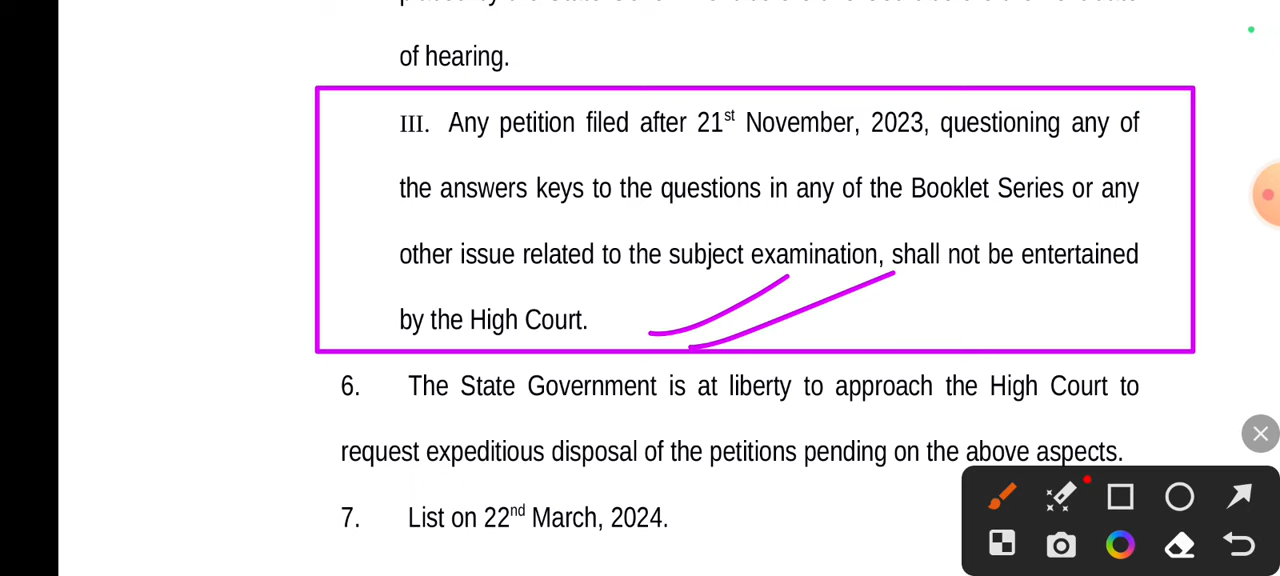 of hearing.
III. Any petition filed after 21st November, 2023, questioning any of
the answers keys to the questions in any of the Booklet Series or any
other issue related to the subject examination, shall not be entertained
by the High Court.
6. The State Government is at liberty to approach the High Court to
request expeditious disposal of the petitions pending on the above aspects.
7. List on 22nd March, 2024.